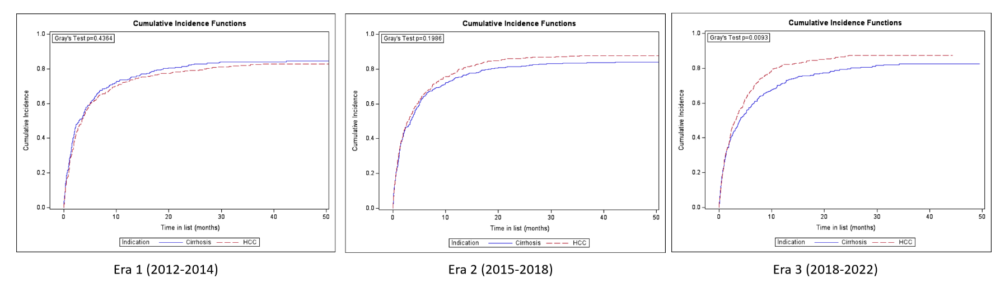 Cumulative Incidence Functions
Gray's Test p=0.4364
1.0
0.8
0.6
0.4
0.2
0.0
Cumulative Incidence
0 10 20 30 40 50
Time in list (months)
Indication Cirrhosis HCC
Era 1 (2012-2014)
Cumulative Incidence Functions
Gray's Test p=0.1986
1.0
0.8
0.6
0.4
0.2
0.0
Cumulative Incidence
0 10 20 30 40 50
Time in list (months)
Indication Cirrhosis HCC
Era 2 (2015-2018)
Cumulative Incidence Functions
Gray's Test p=0.0093
1.0
0.8
0.6
0.4
0.2
0.0
Cumulative Incidence
0 10 20 30 40 50
Time in list (months)
Indication Cirrhosis HCC
Era 3 (2018-2022)